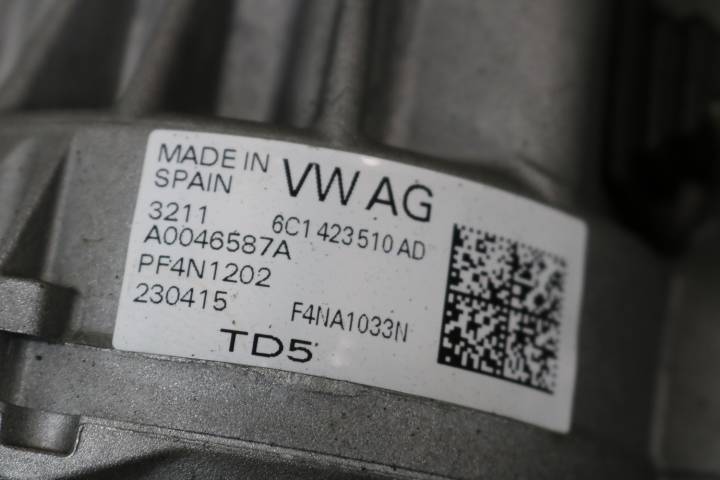 MADE IN
SPAIN
VW AG
3211
6C1 423 510 AD
A0046587A
PF4N1202
230415
F4NA1033N
TD5